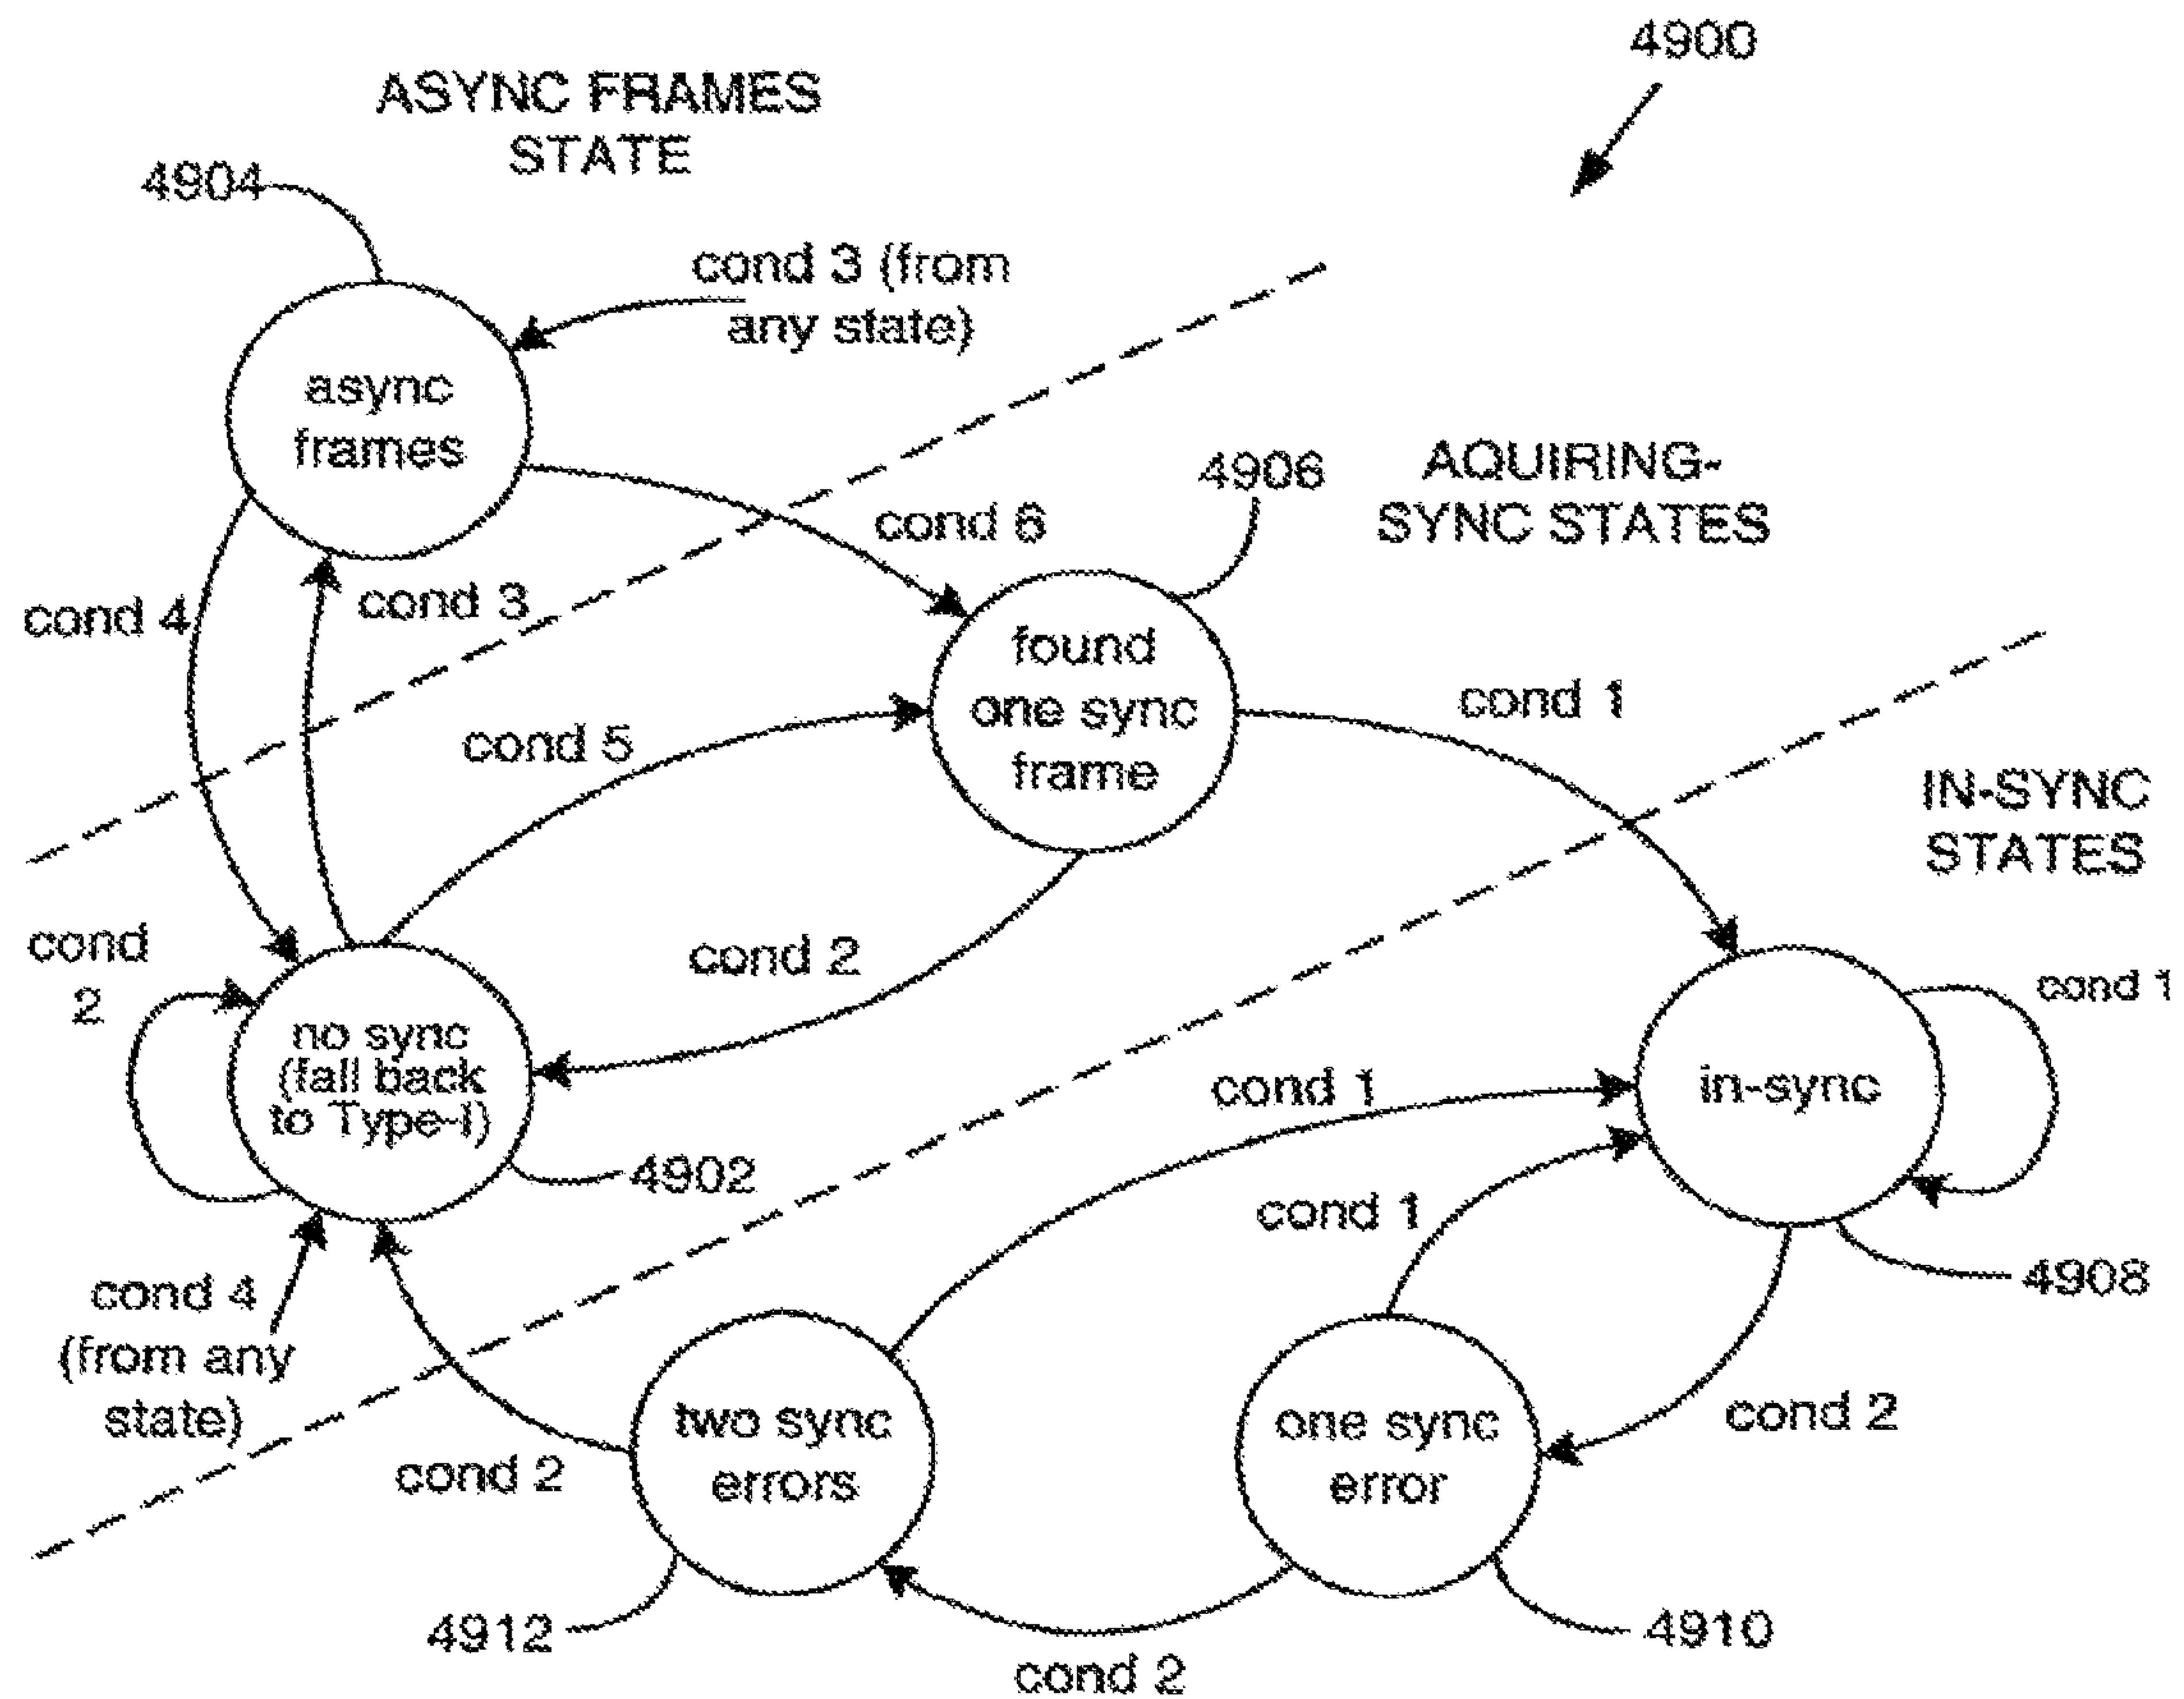 4900
ASYNC FRAMES
STATE
4904
cond 3 (from
any state)
async
frames
4906
AQUIRING-
SYNC STATES
cond 6
cond 4
cond 3
found
one sync
frame
cond 1
cond 5
IN-SYNC
STATES
cond
2
cond 2
cond 1
no sync
(fall back
to Type-I)
in-sync
cond 1
4902
cond 1
4908
cond 4
(from any
state)
two sync
errors
one sync
error
cond 2
cond 2
4912
4910
cond 2